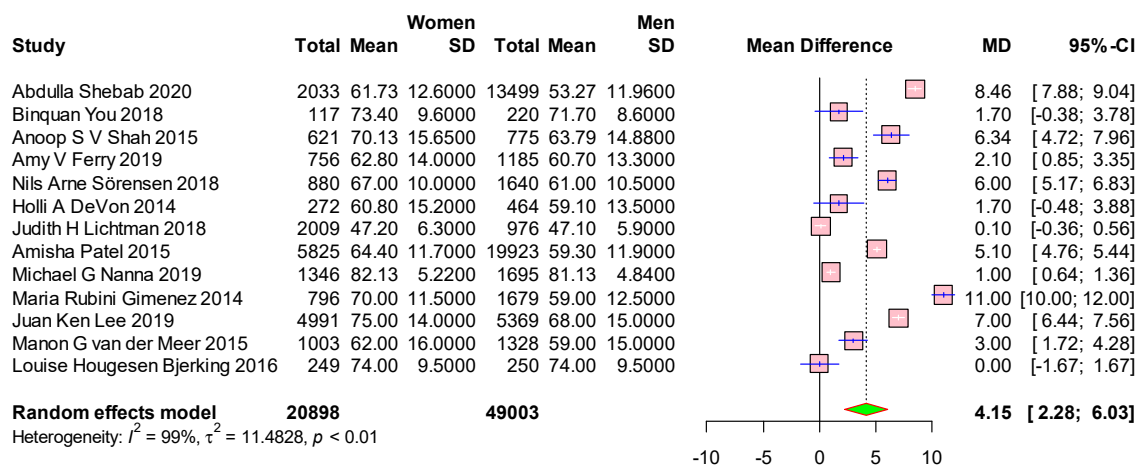 Women Men
Study Total Mean SD Total Mean SD Mean Difference MD 95%-CI
Abdulla Shebab 2020 2033 61.73 12.6000 13499 53.27 11.9600 8.46 [7.88; 9.04]
Binquan You 2018 117 73.40 9.6000 220 71.70 8.6000 1.70 [-0.38; 3.78]
Anoop S V Shah 2015 621 70.13 15.6500 775 63.79 14.8800 6.34 [4.72; 7.96]
Amy V Ferry 2019 756 62.80 14.0000 1185 60.70 13.3000 2.10 [0.85; 3.35]
Nils Arne Sörensen 2018 880 67.00 10.0000 1640 61.00 10.5000 6.00 [5.17; 6.83]
Holli A DeVon 2014 272 60.80 15.2000 464 59.10 13.5000 1.70 [-0.48; 3.88]
Judith H Lichtman 2018 2009 47.20 6.3000 976 47.10 5.9000 0.10 [-0.36; 0.56]
Amisha Patel 2015 5825 64.40 11.7000 19923 59.30 11.9000 5.10 [4.76; 5.44]
Michael G Nanna 2019 1346 82.13 5.2200 1695 81.13 4.8400 1.00 [0.64; 1.36]
Maria Rubini Gimenez 2014 796 70.00 11.5000 1679 59.00 12.5000 11.00 [10.00; 12.00]
Juan Ken Lee 2019 4991 75.00 14.0000 5369 68.00 15.0000 7.00 [6.44; 7.56]
Manon G van der Meer 2015 1003 62.00 16.0000 1328 59.00 15.0000 3.00 [1.72; 4.28]
Louise Hougesen Bjerking 2016 249 74.00 9.5000 250 74.00 9.5000 0.00 [-1.67; 1.67]
Random effects model 20898 49003 4.15 [ 2.28; 6.03]
Heterogeneity: I² = 99%, τ² = 11.4828, p < 0.01
-10 -5 0 5 10